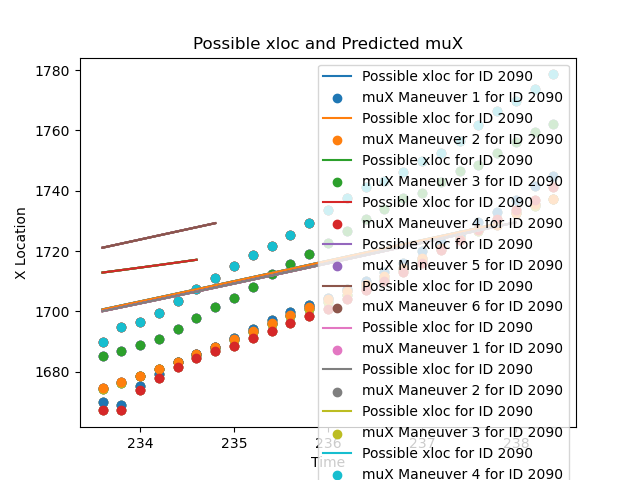 Possible xloc and Predicted muX
1780
1760
1740
1720
1700
1680
X Location
234
235
236
237
238
Time
Possible xloc for ID 2090
muX Maneuver 1 for ID 2090
Possible xloc for ID 2090
muX Maneuver 2 for ID 2090
Possible xloc for ID 2090
muX Maneuver 3 for ID 2090
Possible xloc for ID 2090
muX Maneuver 4 for ID 2090
Possible xloc for ID 2090
muX Maneuver 5 for ID 2090
Possible xloc for ID 2090
muX Maneuver 6 for ID 2090
Possible xloc for ID 2090
muX Maneuver 1 for ID 2090
Possible xloc for ID 2090
muX Maneuver 2 for ID 2090
Possible xloc for ID 2090
muX Maneuver 3 for ID 2090
Possible xloc for ID 2090
muX Maneuver 4 for ID 2090